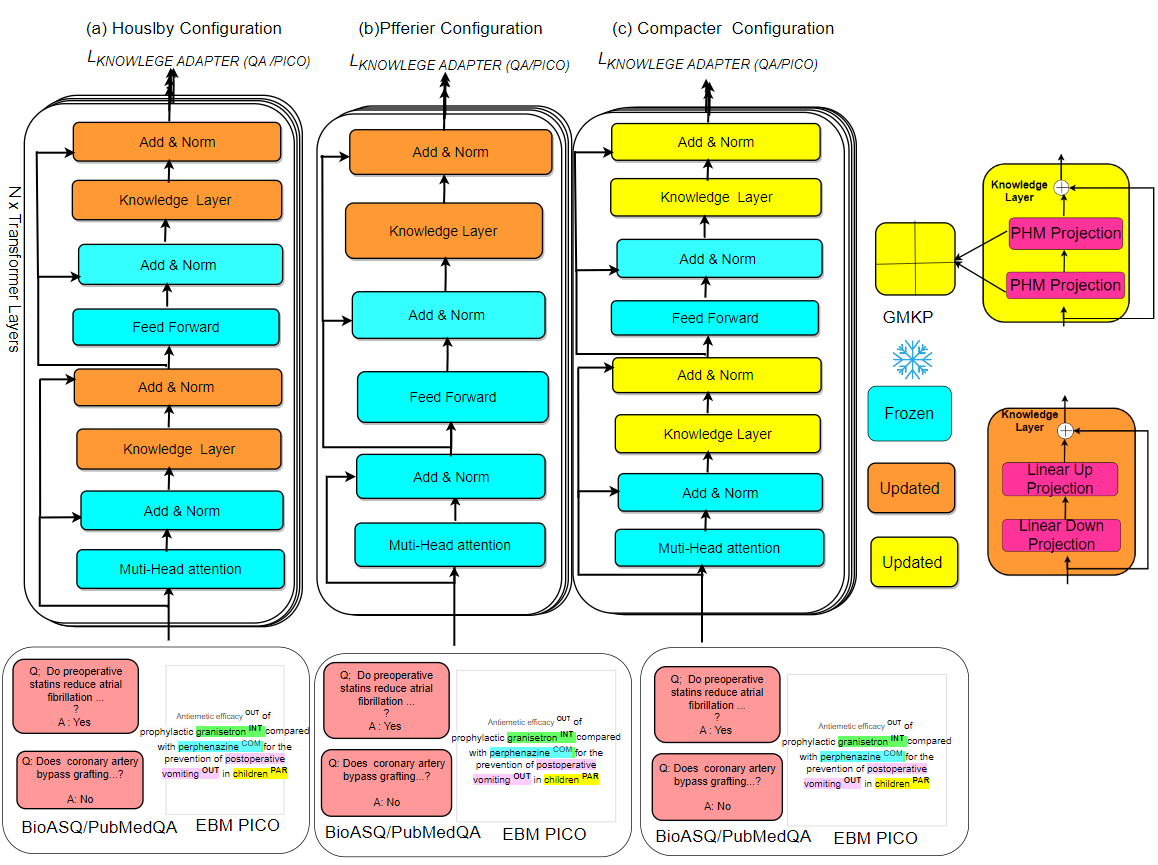 (a) Houslby Configuration
L KNOWLEGE ADAPTER (QA /PICO)
N x Transformer Layers
Add & Norm
Knowledge Layer
Add & Norm
Feed Forward
Add & Norm
Knowledge Layer
Add & Norm
Muti-Head attention
(b)Pfferier Configuration
L KNOWLEGE ADAPTER (QA/PICO)
Add & Norm
Knowledge Layer
Add & Norm
Feed Forward
Add & Norm
Muti-Head attention
(c) Compacter Configuration
L KNOWLEGE ADAPTER (QA/PICO)
Add & Norm
Knowledge Layer
Add & Norm
Feed Forward
Add & Norm
Knowledge Layer
Add & Norm
Muti-Head attention
GMKP
Frozen
Updated
Updated
Knowledge
Layer
PHM Projection
PHM Projection
Knowledge
Layer
Linear Up
Projection
Linear Down
Projection
Q; Do preoperative
statins reduce atrial
fibrillation ...
?
A : Yes
Q: Does coronary artery
bypass grafting...?
A: No
BioASQ/PubMedQA
Antiemetic efficacy OUT of
prophylactic granisetron INT compared
with perphenazine COM for the
prevention of postoperative
vomiting OUT in children PAR
EBM PICO
Q; Do preoperative
statins reduce atrial
fibrillation ...
?
A : Yes
Q: Does coronary artery
bypass grafting...?
A: No
BioASQ/PubMedQA
Antiemetic efficacy OUT of
prophylactic granisetron INT compared
with perphenazine COM for the
prevention of postoperative
vomiting OUT in children PAR
EBM PICO
Q; Do preoperative
statins reduce atrial
fibrillation ...
?
A : Yes
Q: Does coronary artery
bypass grafting...?
A: No
BioASQ/PubMedQA
Antiemetic efficacy OUT of
prophylactic granisetron INT compared
with perphenazine COM for the
prevention of postoperative
vomiting OUT in children PAR
EBM PICO